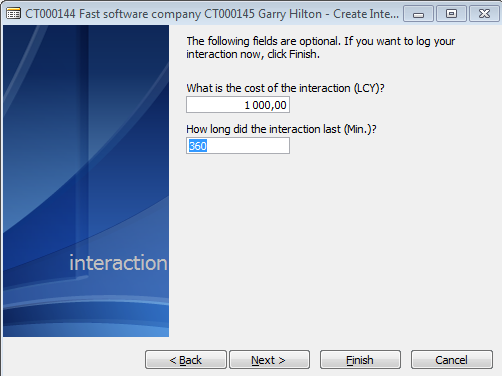 CT000144 Fast software company CT000145 Garry Hilton - Create Inte...
The following fields are optional. If you want to log your
interaction now, click Finish.
What is the cost of the interaction (LCY)?
1 000,00
How long did the interaction last (Min.)?
360
interaction
< Back Next > Finish Cancel